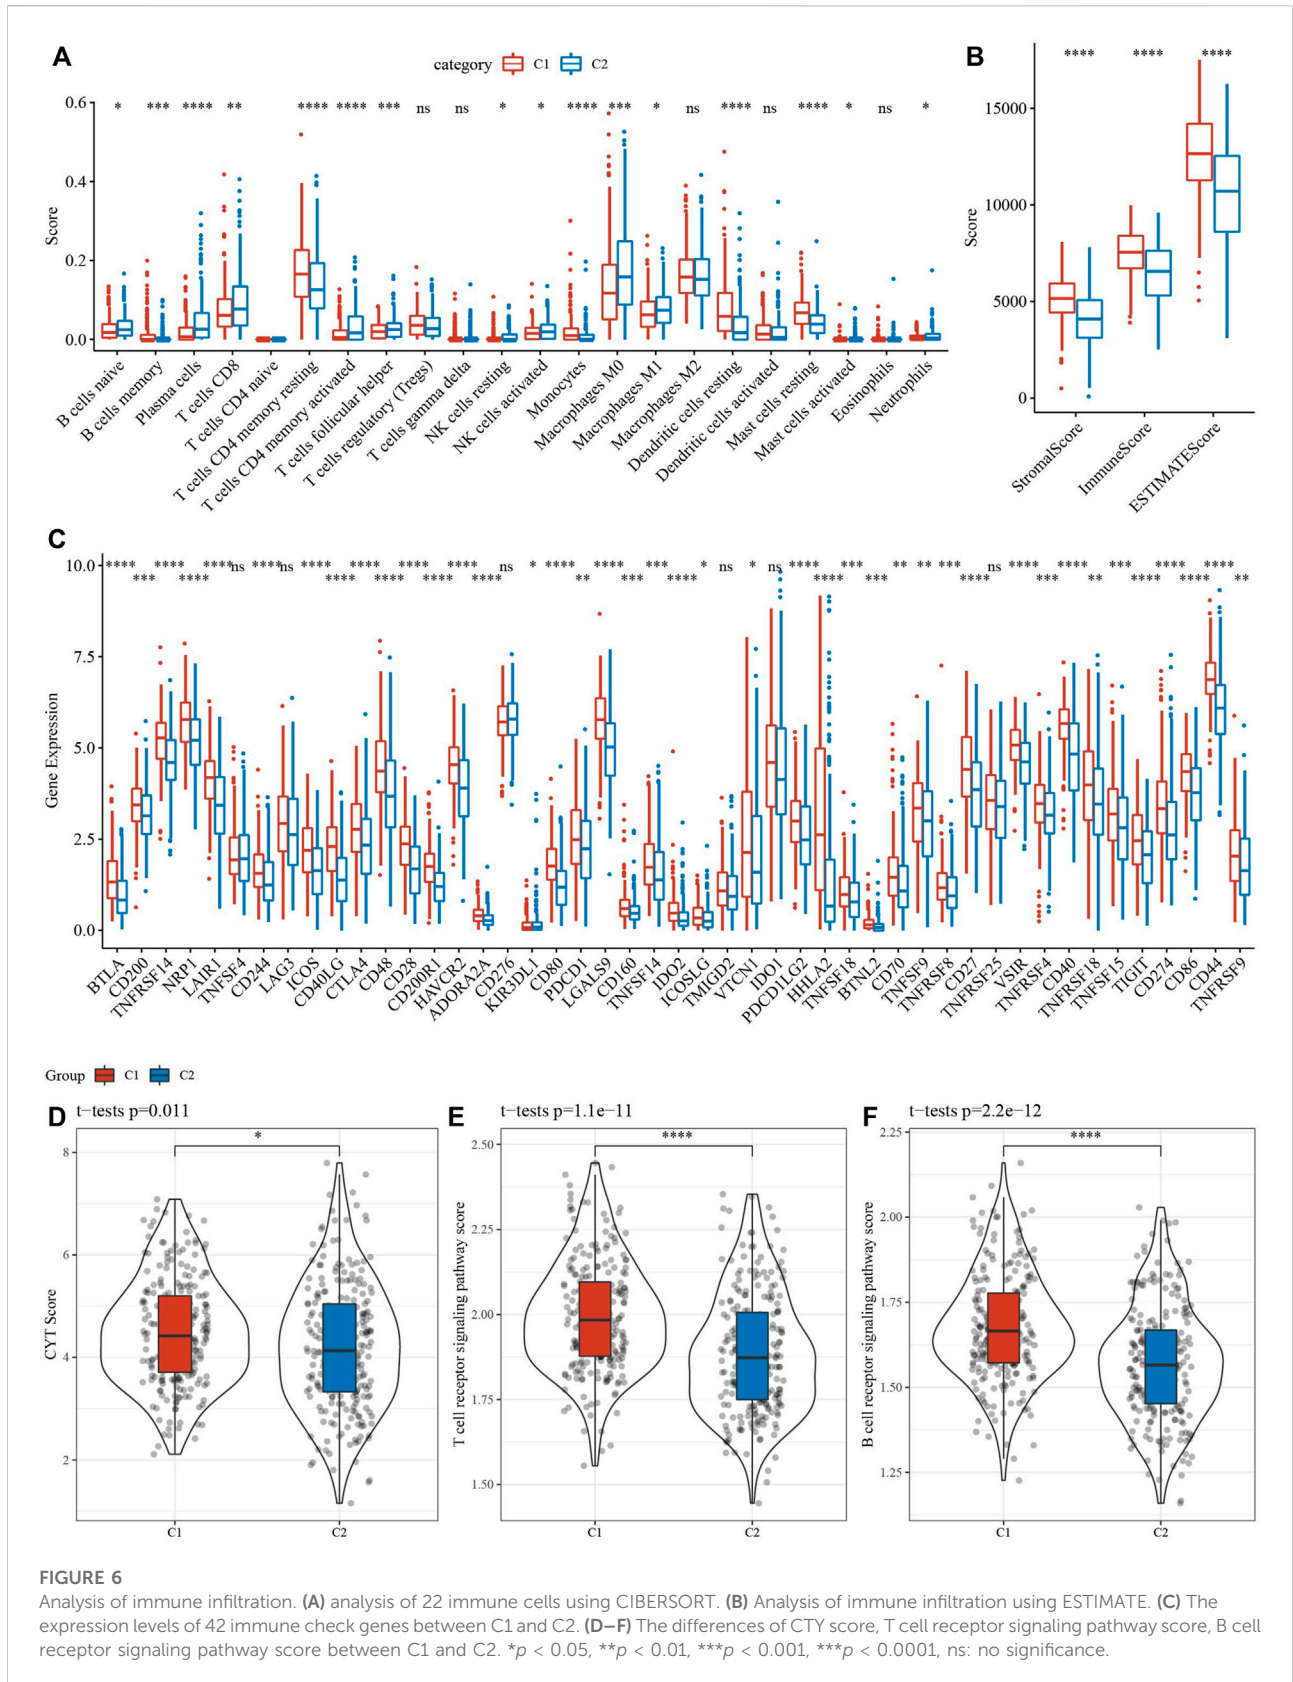 A
category C1 C2
* *** **** ** **** **** *** ns ns * * **** *** * ns **** ns **** * ns *
0.6
0.4
0.2
0.0
Score
B cells naive
B cells memory
Plasma cells
T cells CD8
T cells CD4 naive
T cells CD4 memory resting
T cells CD4 memory activated
T cells follicular helper
T cells regulatory (Tregs)
T cells gamma delta
NK cells resting
NK cells activated
Monocytes
Macrophages M0
Macrophages M1
Macrophages M2
Dendritic cells resting
Dendritic cells activated
Mast cells resting
Mast cells activated
Eosinophils
Neutrophils
B
**** **** ****
15000
10000
5000
0
Score
StromalScore
ImmuneScore
ESTIMATEScore
C
**** **** **** ns **** ns **** **** **** **** ns * **** **** *** * ns * ns ** *** ** *** ns **** **** **** **** ****
*** **** **** **** **** **** ** *** **** **** *** **** *** ** **** **** **
10.0
7.5
5.0
2.5
0.0
Gene Expression
BTLA
CD200
TNFRSF14
NRP1
LAIR1
TNFSF4
CD244
LAG3
ICOS
CD40LG
CTLA4
CD48
CD28
CD200R1
HAVCR2
ADORA2A
CD276
KIR3DL1
CD80
PDCD1
LGALS9
CD160
TNFSF14
IDO2
ICOSLG
TMIGD2
VTCN1
IDO1
PDCD1LG2
HHLA2
TNFSF18
BTNL2
CD70
TNFSF9
TNFRSF8
CD27
TNFRSF25
VSIR
TNFRSF4
CD40
TNFRSF18
TNFSF15
TIGIT
CD274
CD86
CD44
TNFRSF9
Group C1 C2
D
t−tests p=0.011
*
8
6
4
2
CYT Score
C1 C2
E
t−tests p=1.1e−11
****
2.50
2.25
2.00
1.75
1.50
T cell receptor signaling pathway score
C1 C2
F
t−tests p=2.2e−12
****
2.25
2.00
1.75
1.50
1.25
B cell receptor signaling pathway score
C1 C2
FIGURE 6
Analysis of immune infiltration. (A) analysis of 22 immune cells using CIBERSORT. (B) Analysis of immune infiltration using ESTIMATE. (C) The
expression levels of 42 immune check genes between C1 and C2. (D–F) The differences of CTY score, T cell receptor signaling pathway score, B cell
receptor signaling pathway score between C1 and C2. *p < 0.05, **p < 0.01, ***p < 0.001, ***p < 0.0001, ns: no significance.